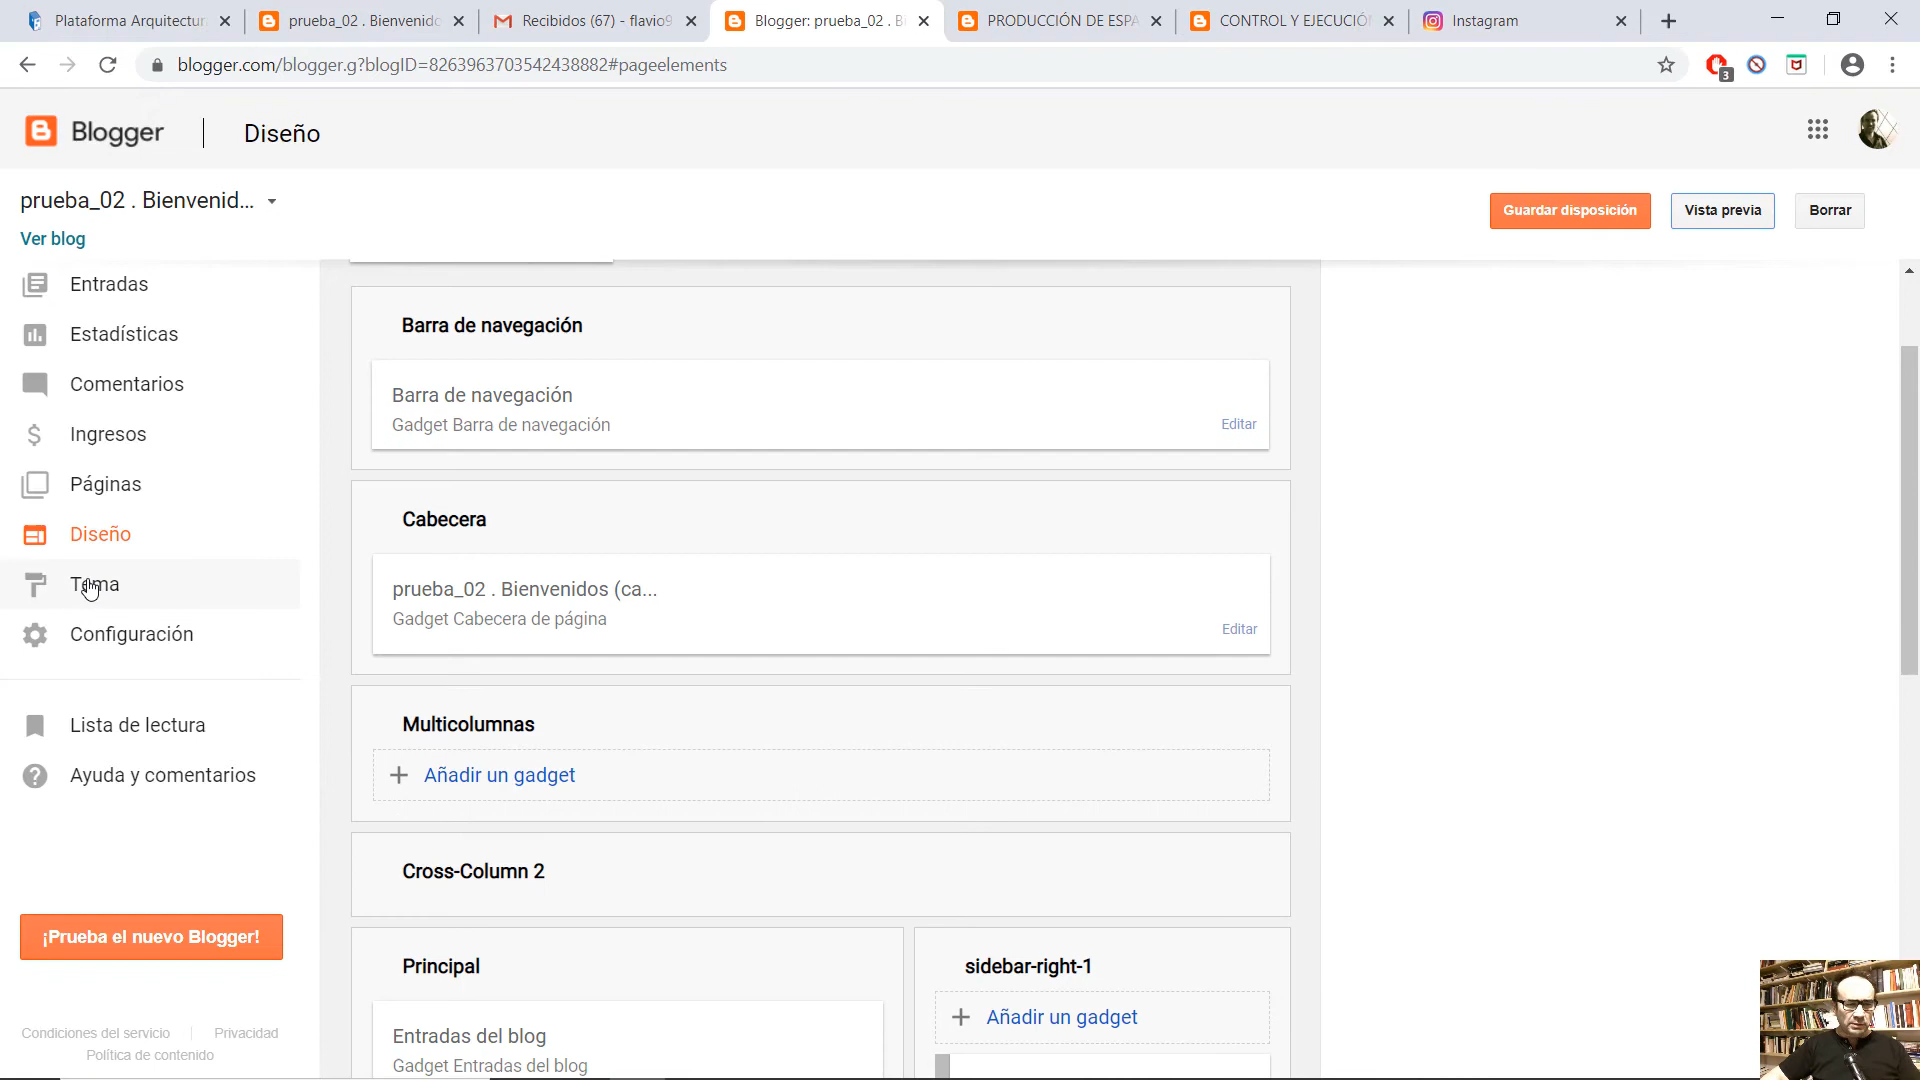 Plataforma Arquitectur
prueba_02 . Bienvenido
Recibidos (67) - flavio9
Blogger: prueba_02 . B
PRODUCCIÓN DE ESPA
CONTROL Y EJECUCIÓN
Instagram
blogger.com/blogger.g?blogID=8263963703542438882#pageelements
3
Blogger
Diseño
prueba_02 . Bienvenid...
Ver blog
Guardar disposición
Vista previa
Borrar
Entradas
Estadísticas
Comentarios
Ingresos
Páginas
Diseño
Tema
Configuración
Lista de lectura
Ayuda y comentarios
¡Prueba el nuevo Blogger!
Condiciones del servicio
Privacidad
Política de contenido
Barra de navegación
Barra de navegación
Gadget Barra de navegación
Editar
Cabecera
prueba_02 . Bienvenidos (ca...
Gadget Cabecera de página
Editar
Multicolumnas
Añadir un gadget
Cross-Column 2
Principal
Entradas del blog
Gadget Entradas del blog
sidebar-right-1
Añadir un gadget